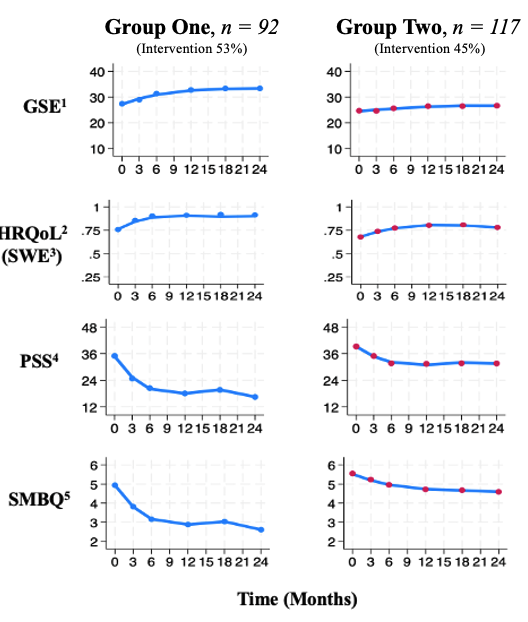 Group One, n = 92 Group Two, n = 117
(Intervention 53%) (Intervention 45%)
GSE¹
40 30 20 10
0 3 6 9 12 15 18 21 24
40 30 20 10
0 3 6 9 12 15 18 21 24
HRQoL²
(SWE³)
1 .75 .5 .25
0 3 6 9 12 15 18 21 24
1 .75 .5 .25
0 3 6 9 12 15 18 21 24
PSS⁴
48 36 24 12
0 3 6 9 12 15 18 21 24
48 36 24 12
0 3 6 9 12 15 18 21 24
SMBQ⁵
6 5 4 3 2
0 3 6 9 12 15 18 21 24
6 5 4 3 2
0 3 6 9 12 15 18 21 24
Time (Months)